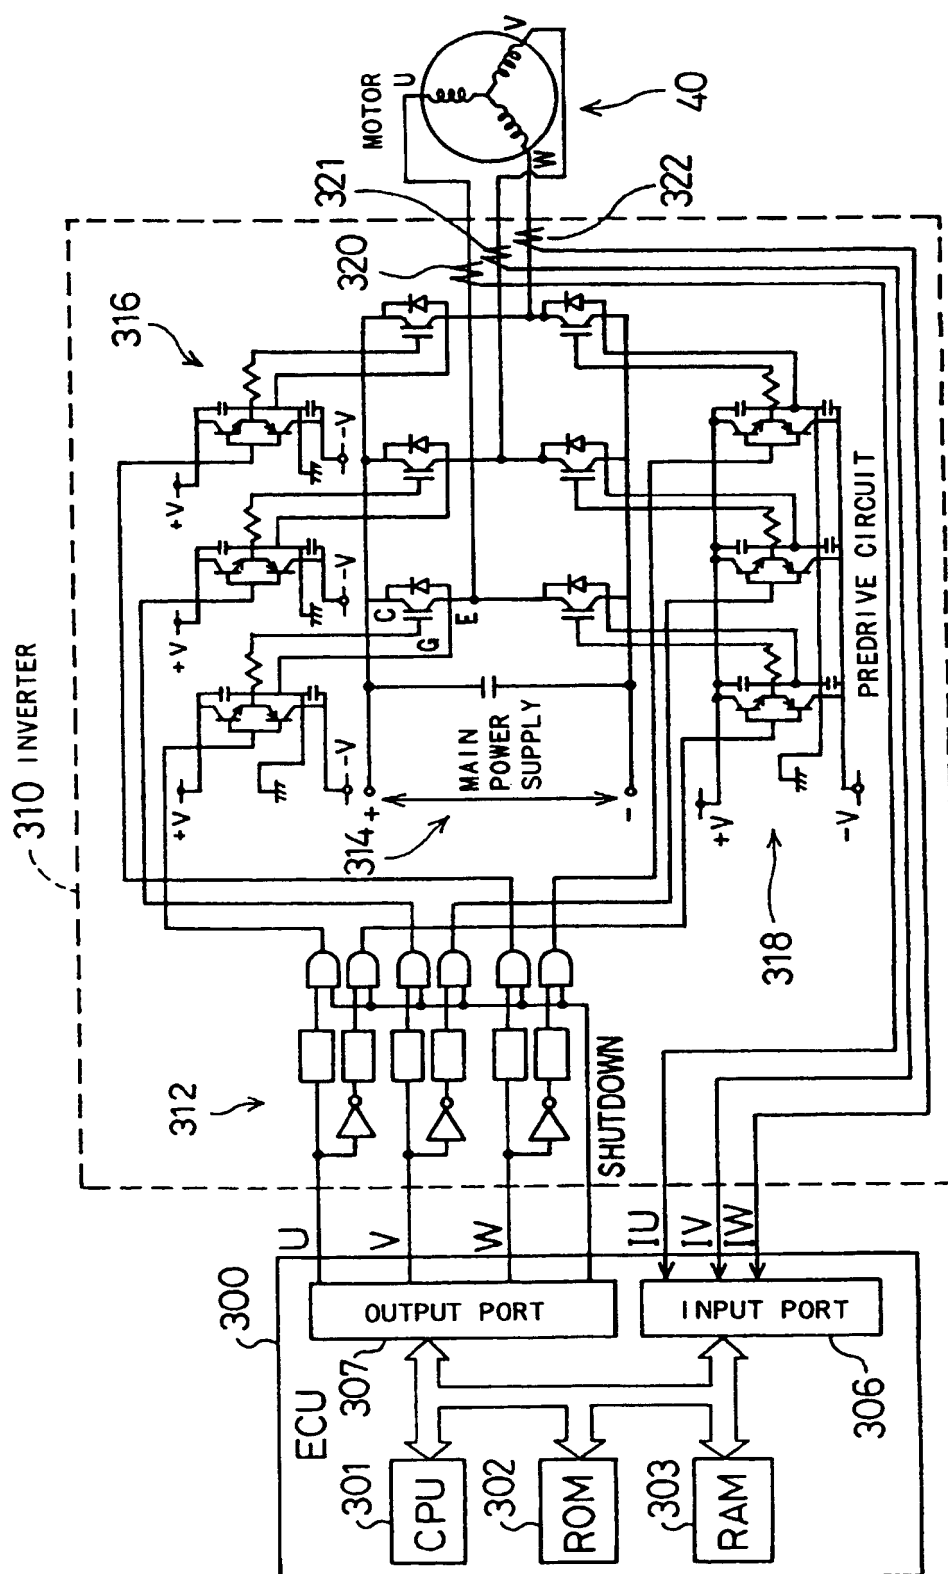 310 INVERTER
316
+V
+V
+V
-V
-V
-V
MOTOR
U
V
W
40
320
321
322
C
G
E
+
-
MAIN
POWER
SUPPLY
314
312
SHUTDOWN
318
+V
-V
PREDRIVE CIRCUIT
U
V
W
IU
IV
IW
300
ECU
OUTPUT PORT
307
INPUT PORT
306
301
CPU
302
ROM
303
RAM